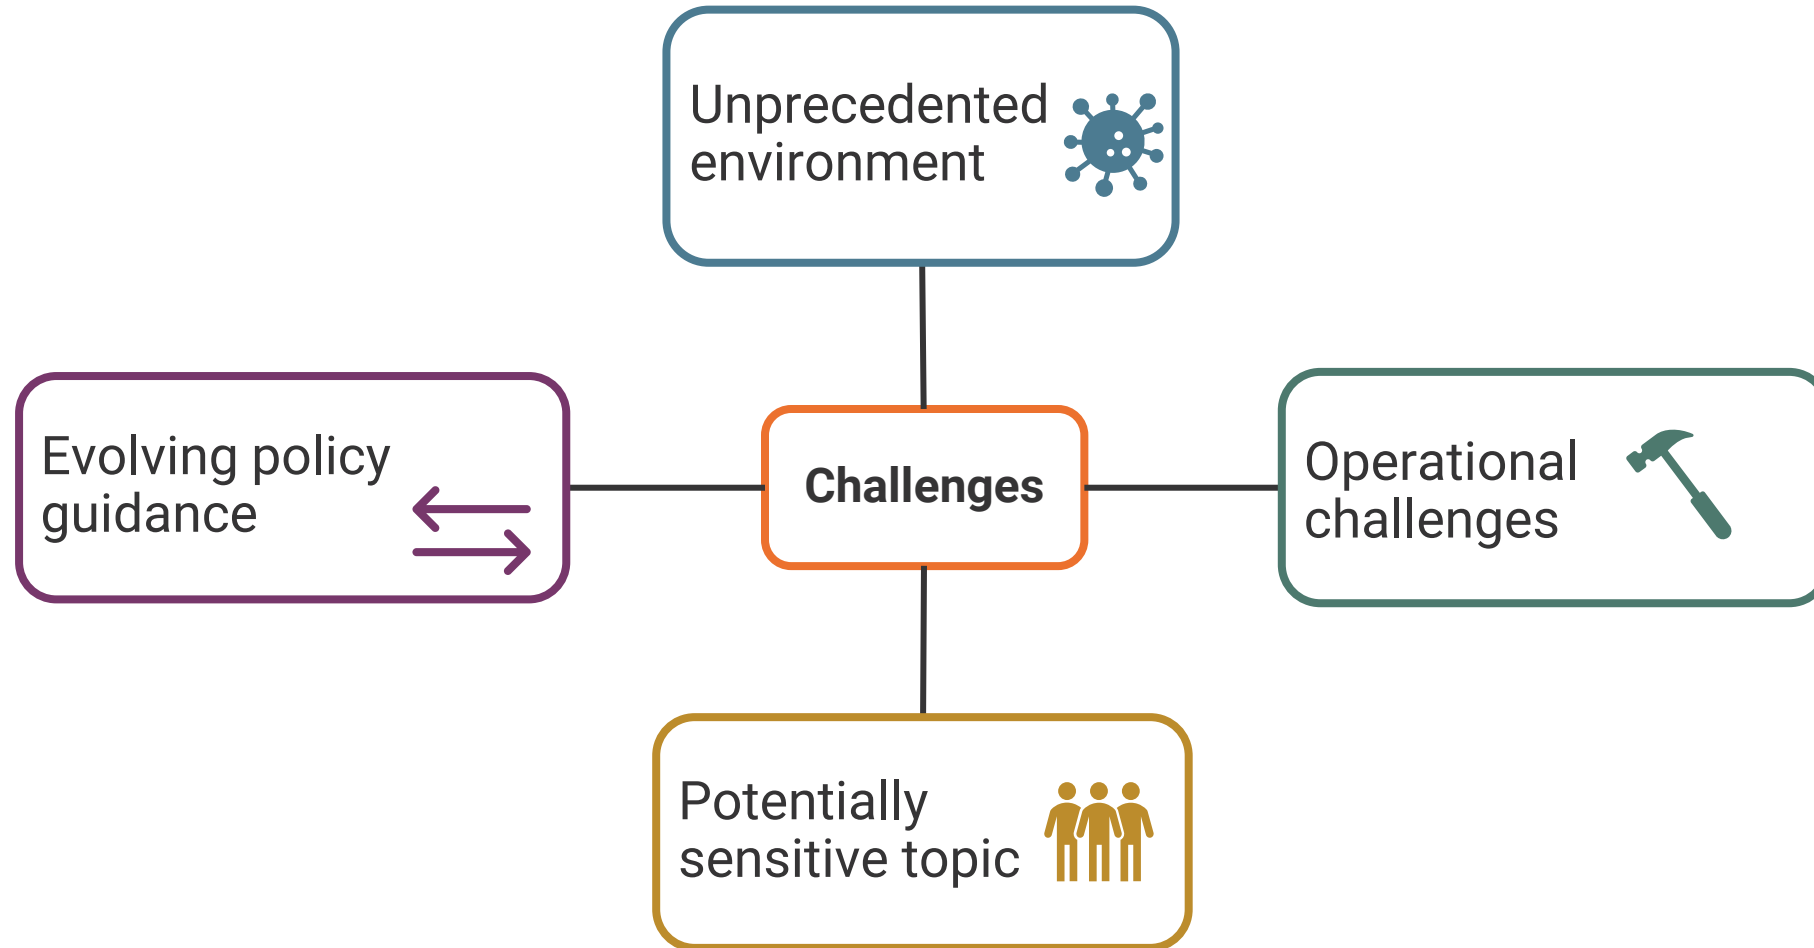 Unprecedented
environment
Evolving policy
guidance
Challenges
Operational
challenges
Potentially
sensitive topic